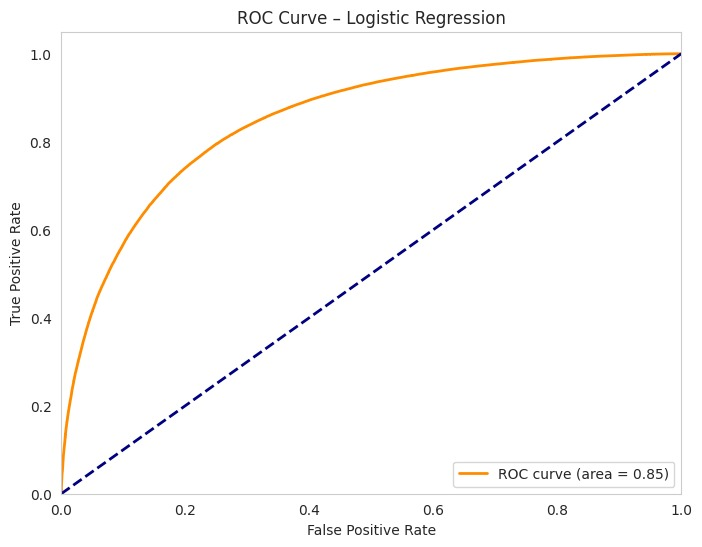 ROC Curve – Logistic Regression
1.0
0.8
0.6
0.4
0.2
0.0
True Positive Rate
0.0 0.2 0.4 0.6 0.8 1.0
False Positive Rate
ROC curve (area = 0.85)